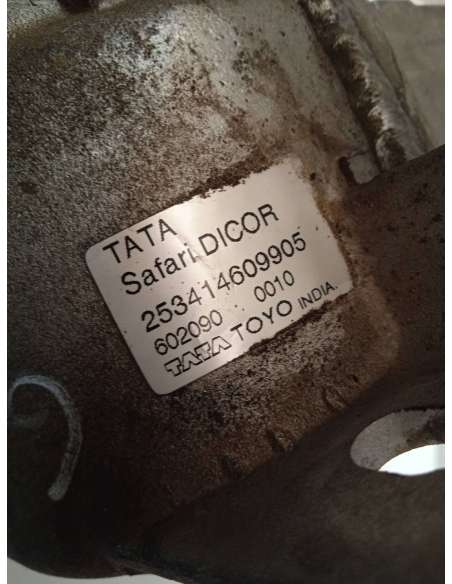 TATA
Safari DICOR
253414609905
602090 0010
TATA TOYO INDIA.